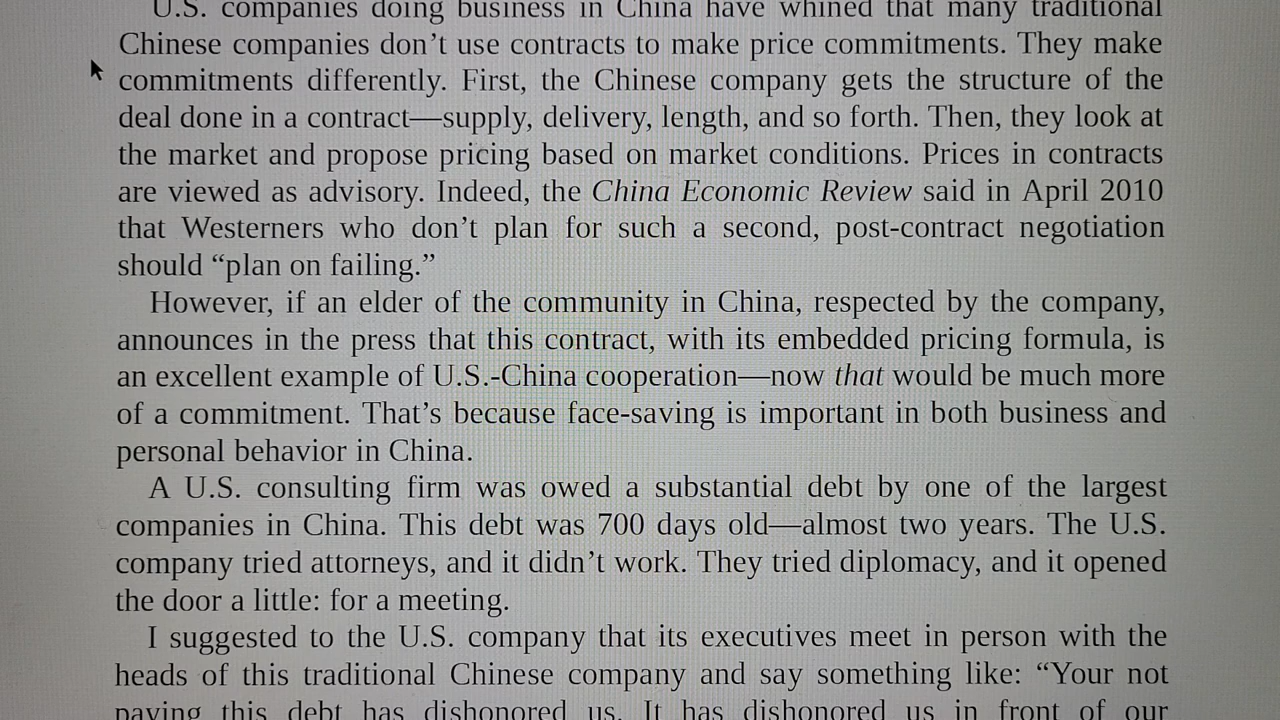 U.S. companies doing business in China have whined that many traditional
Chinese companies don’t use contracts to make price commitments. They make
commitments differently. First, the Chinese company gets the structure of the
deal done in a contract—supply, delivery, length, and so forth. Then, they look at
the market and propose pricing based on market conditions. Prices in contracts
are viewed as advisory. Indeed, the China Economic Review said in April 2010
that Westerners who don’t plan for such a second, post-contract negotiation
should “plan on failing.”
However, if an elder of the community in China, respected by the company,
announces in the press that this contract, with its embedded pricing formula, is
an excellent example of U.S.-China cooperation—now that would be much more
of a commitment. That’s because face-saving is important in both business and
personal behavior in China.
A U.S. consulting firm was owed a substantial debt by one of the largest
companies in China. This debt was 700 days old—almost two years. The U.S.
company tried attorneys, and it didn’t work. They tried diplomacy, and it opened
the door a little: for a meeting.
I suggested to the U.S. company that its executives meet in person with the
heads of this traditional Chinese company and say something like: “Your not
paying this debt has dishonored us. It has dishonored us in front of our